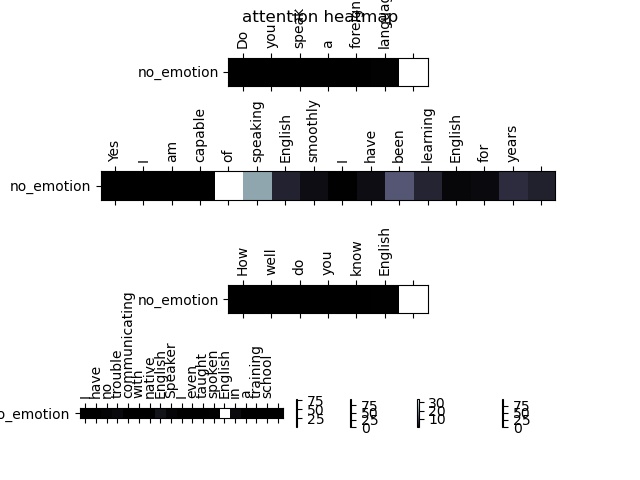 attention heatmap
Do you speak a foreign
no_emotion
Yes I am capable of speaking English smoothly I have been learning English for years
no_emotion
How well do you know English
no_emotion
I have no trouble communicating with native English Speaker I even taught spoken English in a training school
o_emotion
75 50 25
75 50 25 0
30 20 10
75 50 25 0